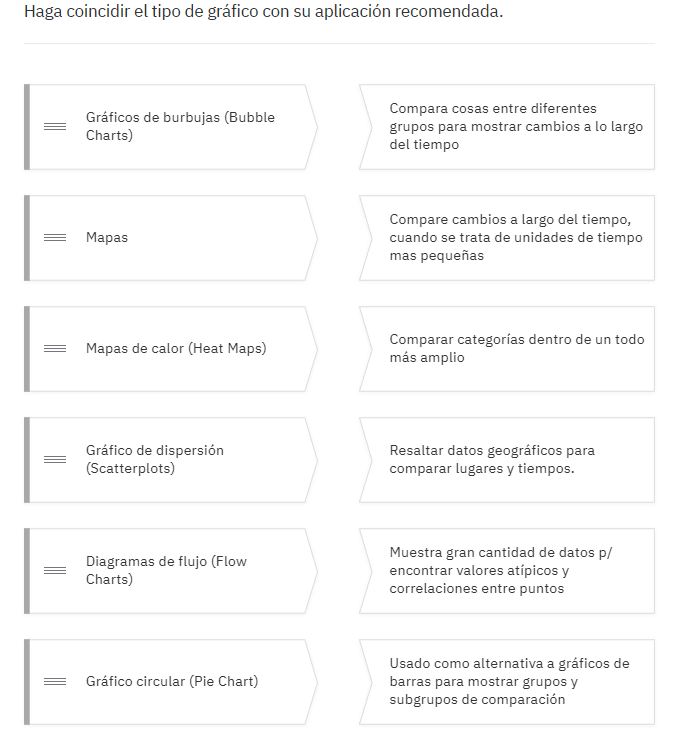 Haga coincidir el tipo de gráfico con su aplicación recomendada.
Gráficos de burbujas (Bubble
Charts)
Compara cosas entre diferentes
grupos para mostrar cambios a lo largo
del tiempo
Mapas
Compare cambios a largo del tiempo,
cuando se trata de unidades de tiempo
mas pequeñas
Mapas de calor (Heat Maps)
Comparar categorías dentro de un todo
más amplio
Gráfico de dispersión
(Scatterplots)
Resaltar datos geográficos para
comparar lugares y tiempos.
Diagramas de flujo (Flow
Charts)
Muestra gran cantidad de datos p/
encontrar valores atípicos y
correlaciones entre puntos
Gráfico circular (Pie Chart)
Usado como alternativa a gráficos de
barras para mostrar grupos y
subgrupos de comparación